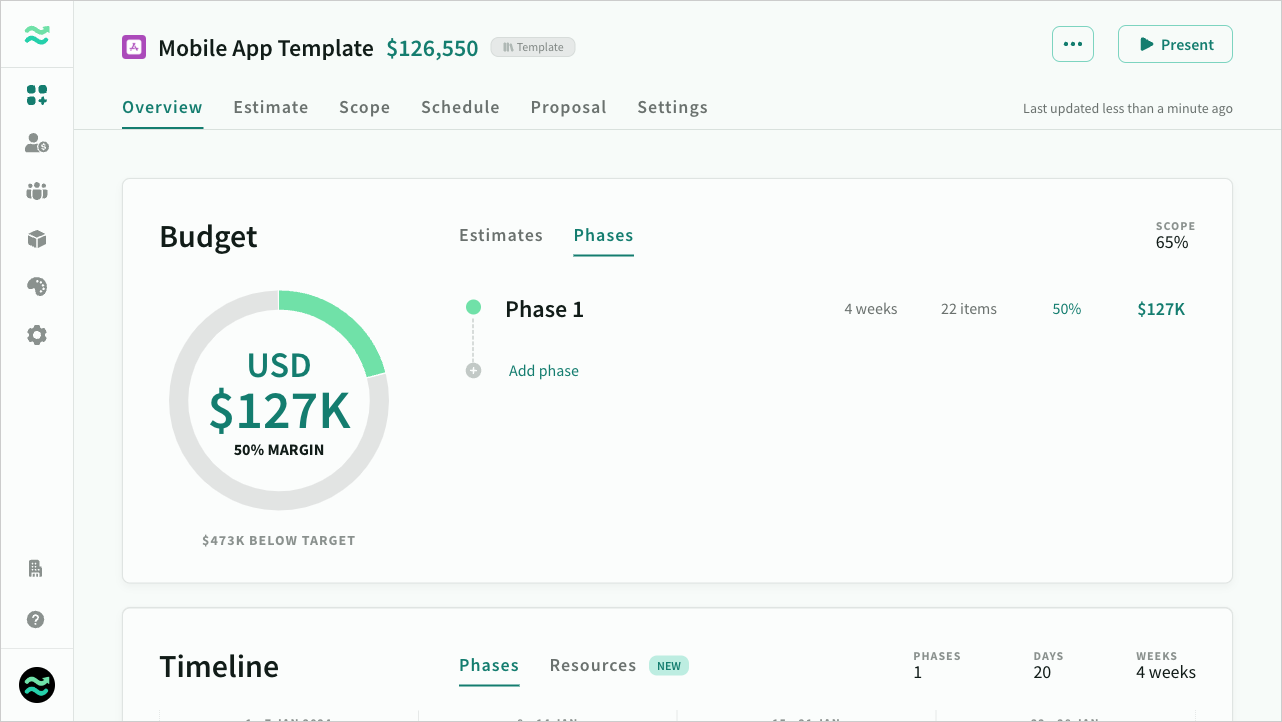 Mobile App Template $126,550 Template
Present
Overview Estimate Scope Schedule Proposal Settings
Last updated less than a minute ago
Budget
Estimates Phases
SCOPE
65%
Phase 1 4 weeks 22 items 50% $127K
Add phase
USD
$127K
50% MARGIN
$473K BELOW TARGET
Timeline
Phases Resources NEW
PHASES DAYS WEEKS
1 20 4 weeks